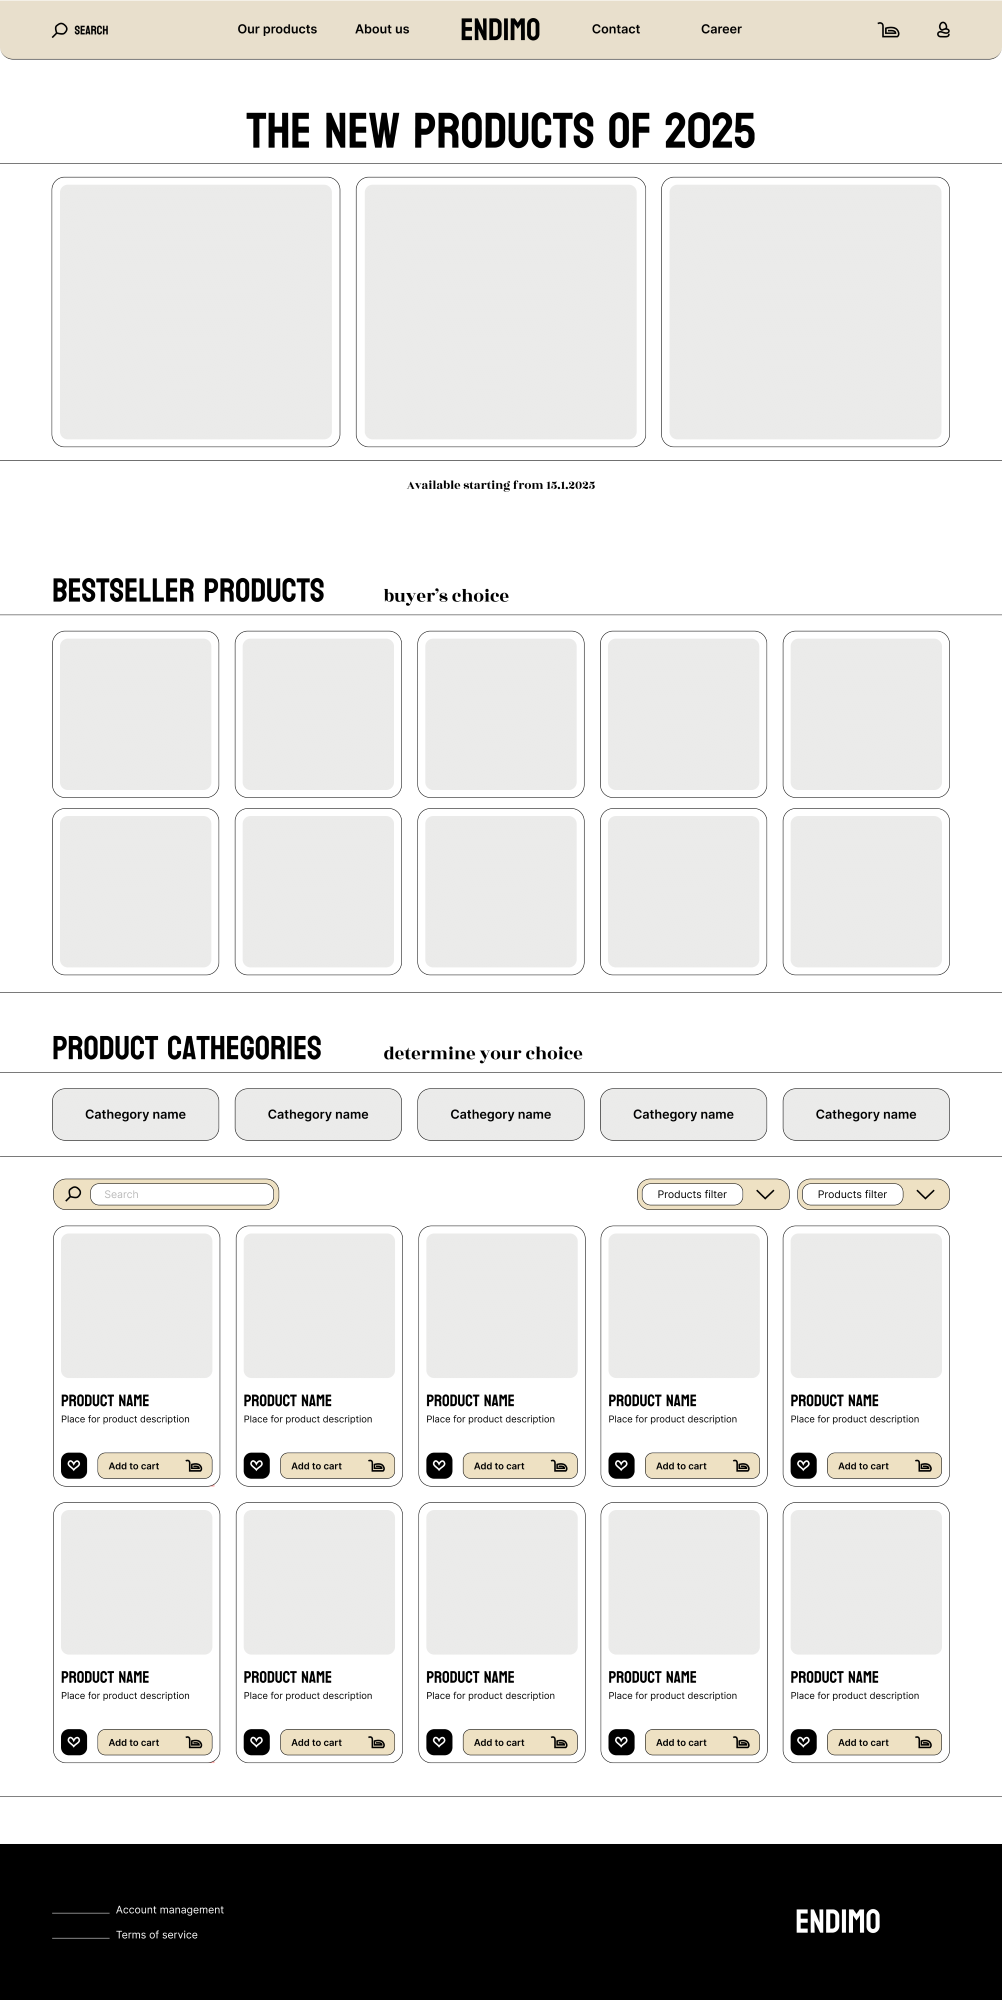 SEARCH Our products About us ENDIMO Contact Career
THE NEW PRODUCTS OF 2025
Available starting from 15.1.2025
BESTSELLER PRODUCTS buyer's choice
PRODUCT CATHEGORIES determine your choice
Cathegory name Cathegory name Cathegory name Cathegory name Cathegory name
Search Products filter Products filter
PRODUCT NAME PRODUCT NAME PRODUCT NAME PRODUCT NAME PRODUCT NAME
Place for product description Place for product description Place for product description Place for product description Place for product description
Add to cart Add to cart Add to cart Add to cart Add to cart
PRODUCT NAME PRODUCT NAME PRODUCT NAME PRODUCT NAME PRODUCT NAME
Place for product description Place for product description Place for product description Place for product description Place for product description
Add to cart Add to cart Add to cart Add to cart Add to cart
Account management
Terms of service
ENDIMO